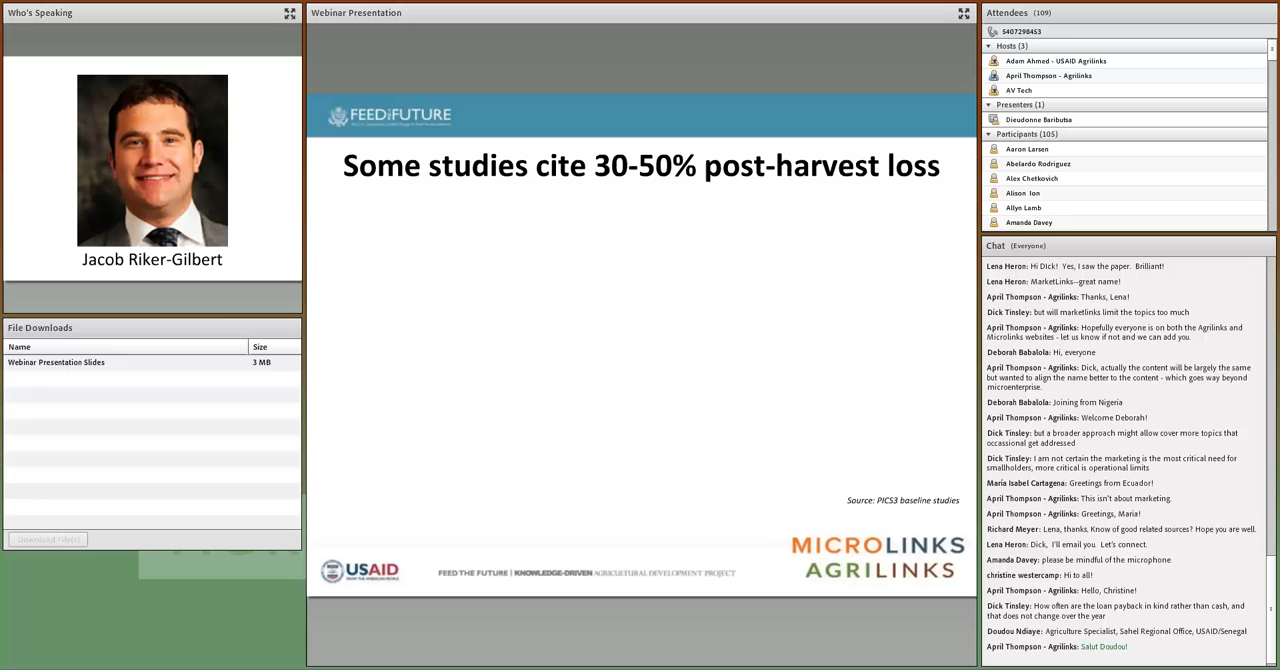 Who's Speaking
Jacob Riker-Gilbert
File Downloads
Name
Size
Webinar Presentation Slides
3 MB
Download File(s)
Webinar Presentation
FEED THE FUTURE
Some studies cite 30-50% post-harvest loss
Source: PICS3 baseline studies
MICROLINKS
AGRILINKS
USAID
FROM THE AMERICAN PEOPLE
FEED THE FUTURE | KNOWLEDGE-DRIVEN AGRICULTURAL DEVELOPMENT PROJECT
Attendees (109)
5407298453
Hosts (3)
Adam Ahmed - USAID Agrilinks
April Thompson - Agrilinks
AV Tech
Presenters (1)
Dieudonne Baributsa
Participants (105)
Aaron Larsen
Abelardo Rodriguez
Alex Chetkovich
Alison Ion
Allyn Lamb
Amanda Davey
Chat (Everyone)
Lena Heron: Hi DIck! Yes, I saw the paper. Brilliant!
Lena Heron: MarketLinks--great name!
April Thompson - Agrilinks: Thanks, Lena!
Dick Tinsley: but will marketlinks limit the topics too much
April Thompson - Agrilinks: Hopefully everyone is on both the Agrilinks and
Microlinks websites - let us know if not and we can add you.
Deborah Babalola: Hi, everyone
April Thompson - Agrilinks: Dick, actually the content will be largely the same
but wanted to align the name better to the content - which goes way beyond
microenterprise.
Deborah Babalola: Joining from Nigeria
April Thompson - Agrilinks: Welcome Deborah!
Dick Tinsley: but a broader approach might allow cover more topics that
occassional get addressed
Dick Tinsley: I am not certain the marketing is the most critical need for
smallholders, more critical is operational limits
María Isabel Cartagena: Greetings from Ecuador!
April Thompson - Agrilinks: This isn't about marketing.
April Thompson - Agrilinks: Greetings, Maria!
Richard Meyer: Lena, thanks. Know of good related sources? Hope you are well.
Lena Heron: Dick, I'll email you. Let's connect.
Amanda Davey: please be mindful of the microphone.
christine westercamp: Hi to all!
April Thompson - Agrilinks: Hello, Christine!
Dick Tinsley: How often are the loan payback in kind rather than cash, and
that does not change over the year
Doudou Ndiaye: Agriculture Specialist, Sahel Regional Office, USAID/Senegal
April Thompson - Agrilinks: Salut Doudou!